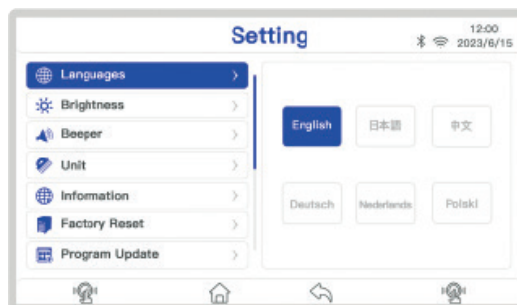 Setting
12:00
2023/6/15
Languages
Brightness
Beeper
Unit
Information
Factory Reset
Program Update
English 日本語 中文
Deutsch Nederlands Polski